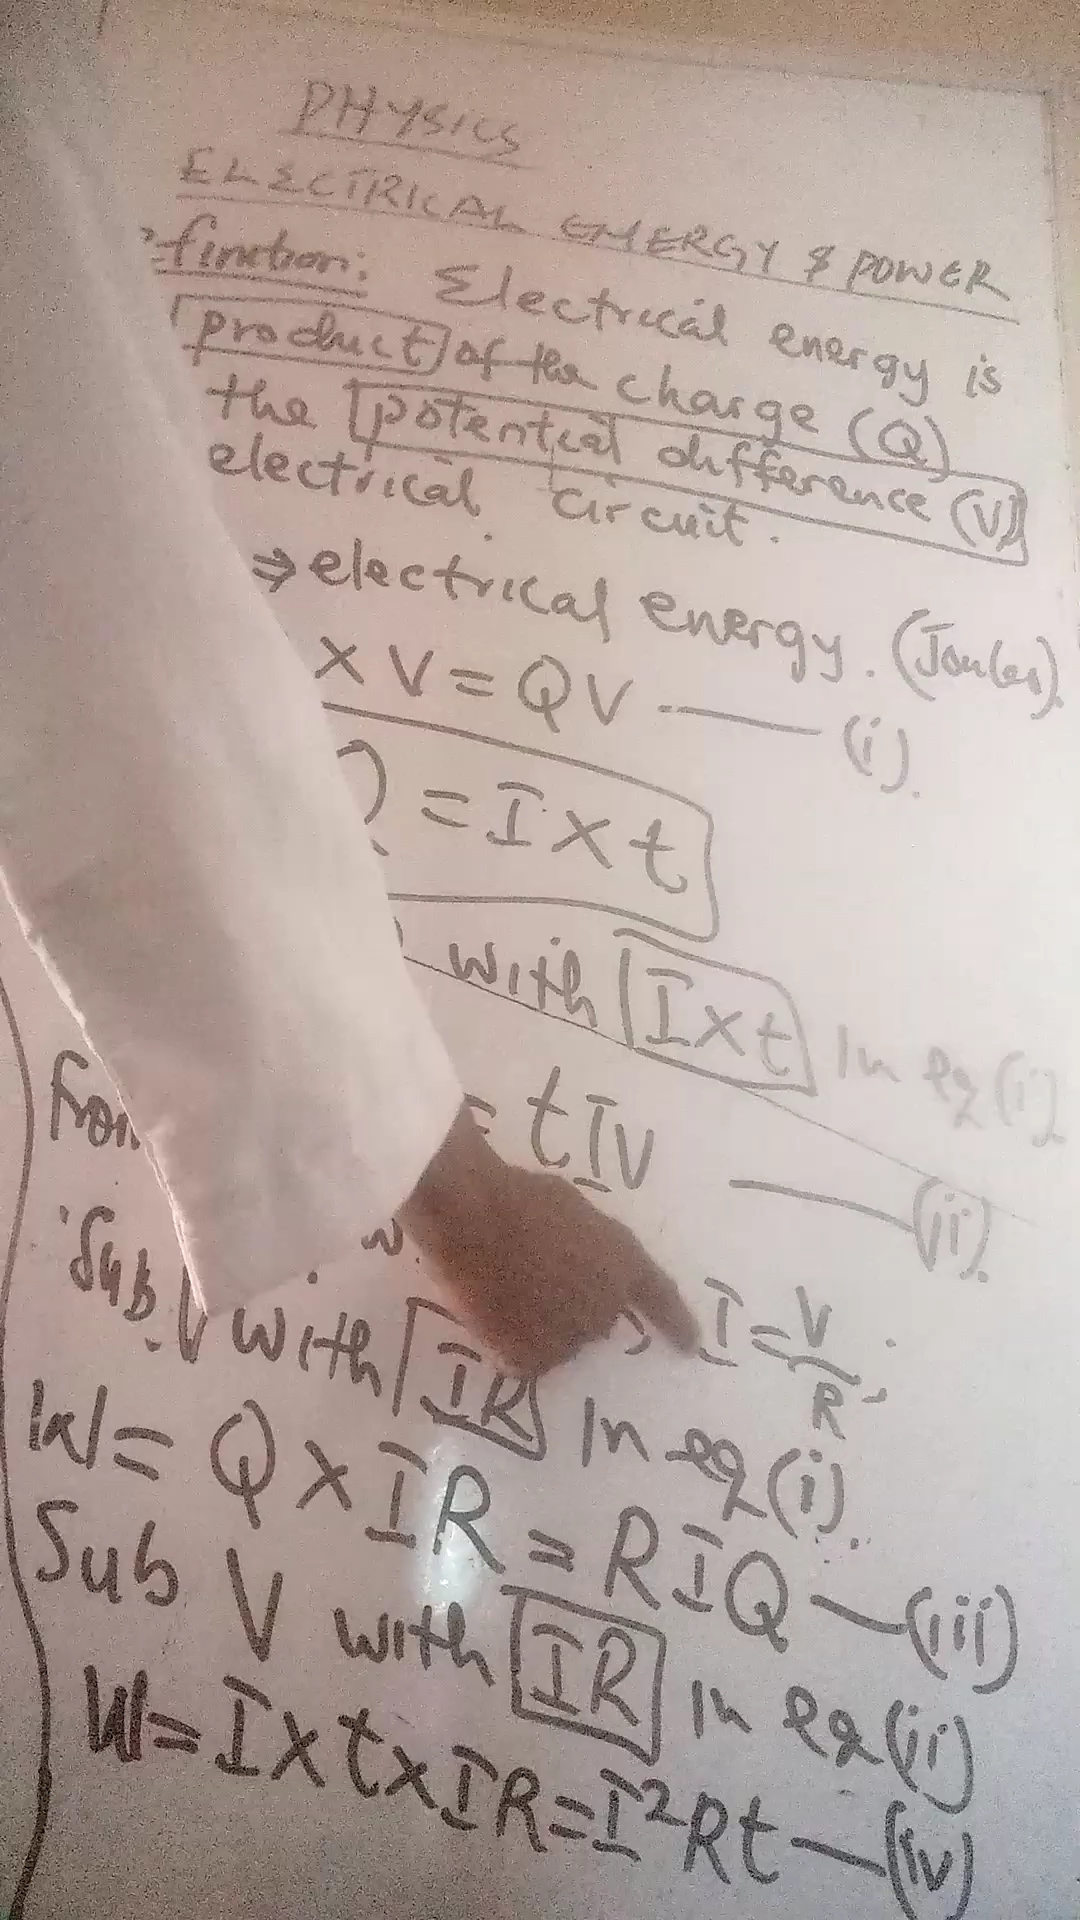 PHYSICS
ELECTRICAL ENERGY & POWER
finition: Electrical energy is
product of the charge (Q)
the potential difference (V)
electrical circuit.
⇒ electrical energy. (Joules).
X V = QV — (i).
= I X t
with I X t in eq (i)
From = tIV — (ii).
I = V/R
Sub V with IR in eq (i).
W = Q X IR = RIQ — (iii)
Sub V with IR in eq (ii)
W = I X t X IR = I²Rt — (iv)